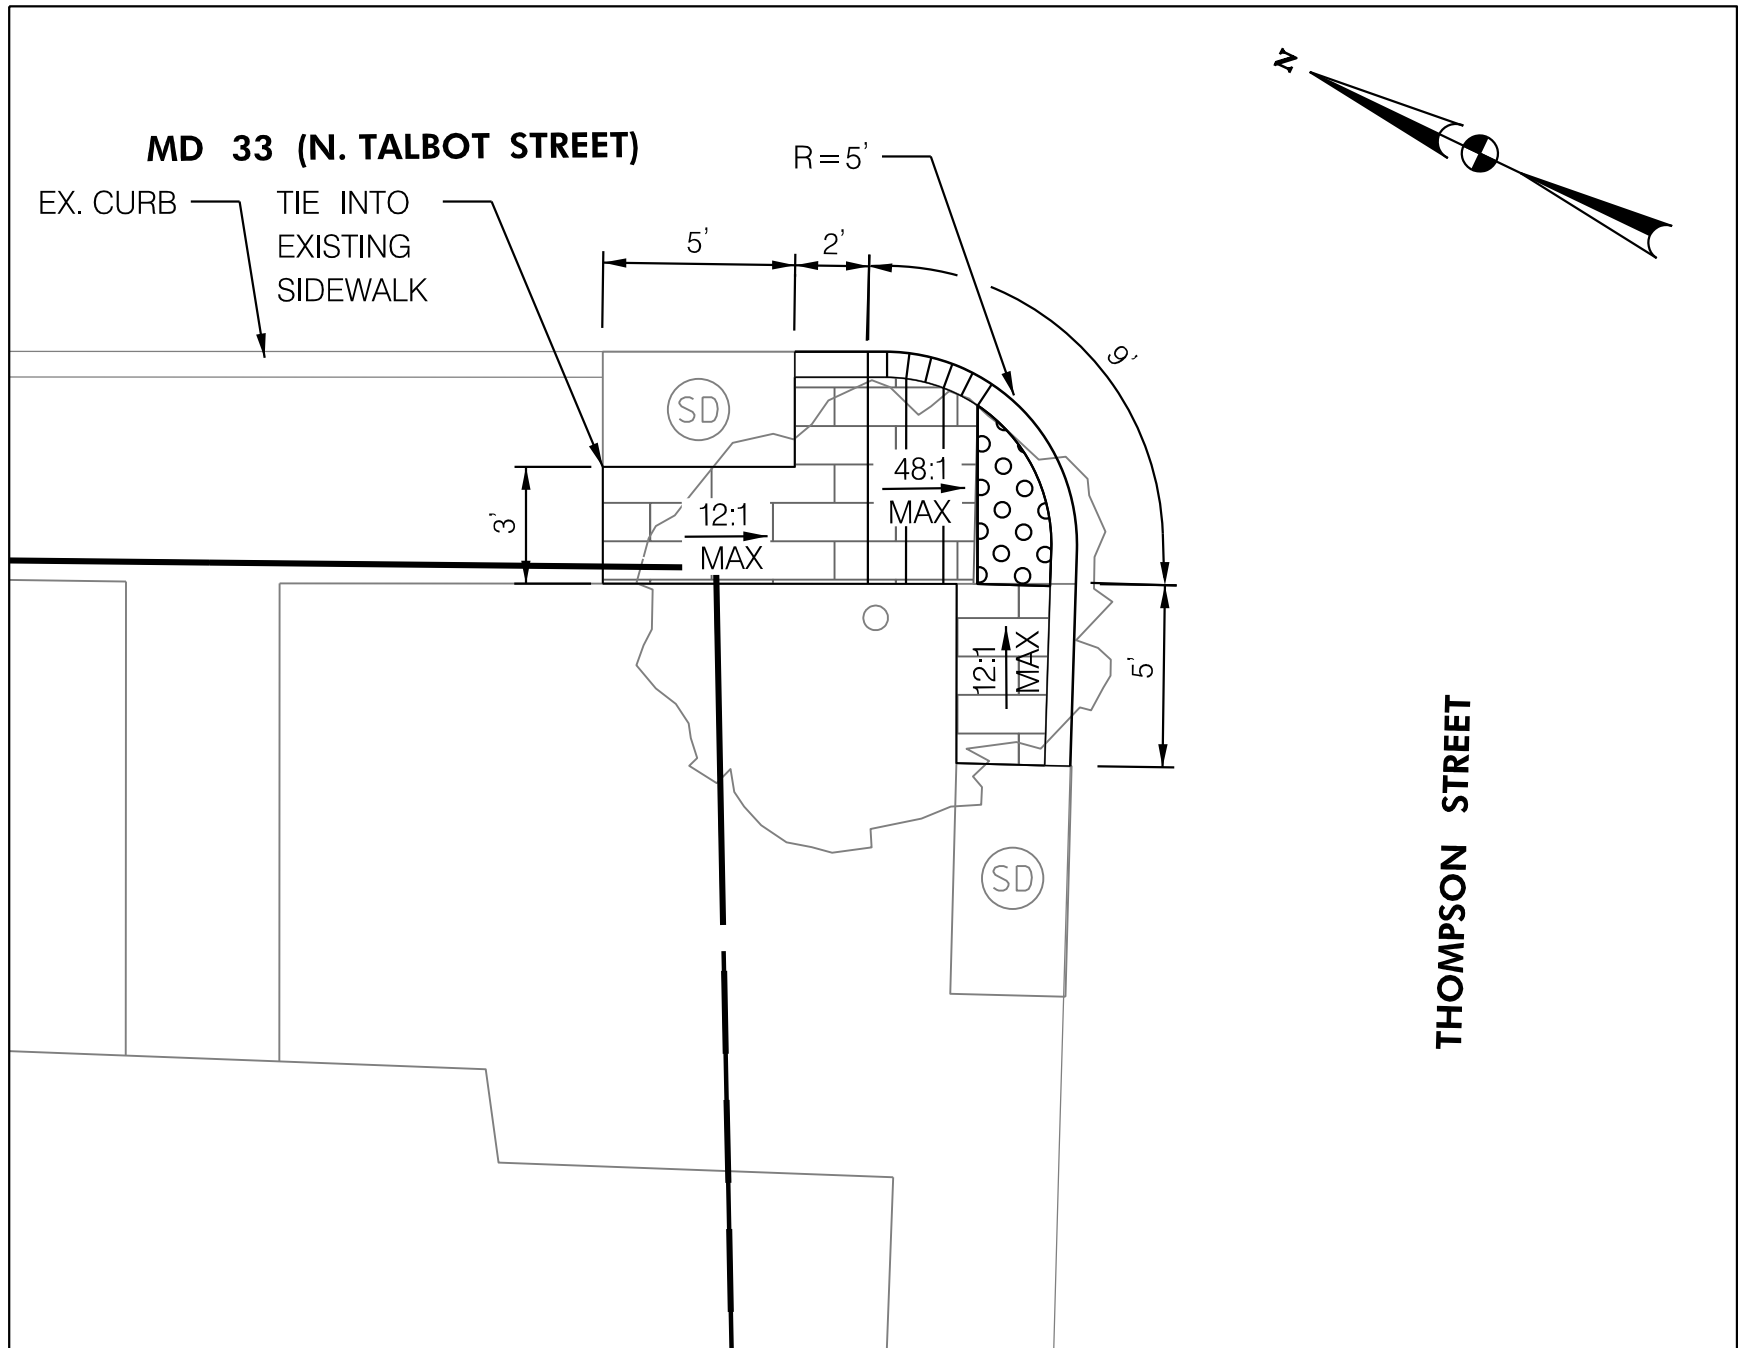 N
MD 33 (N. TALBOT STREET)
R=5'
EX. CURB
TIE INTO
EXISTING
SIDEWALK
5'
2'
9'
SD
48:1
MAX
3'
12:1
MAX
12:1
MAX
5'
SD
THOMPSON STREET